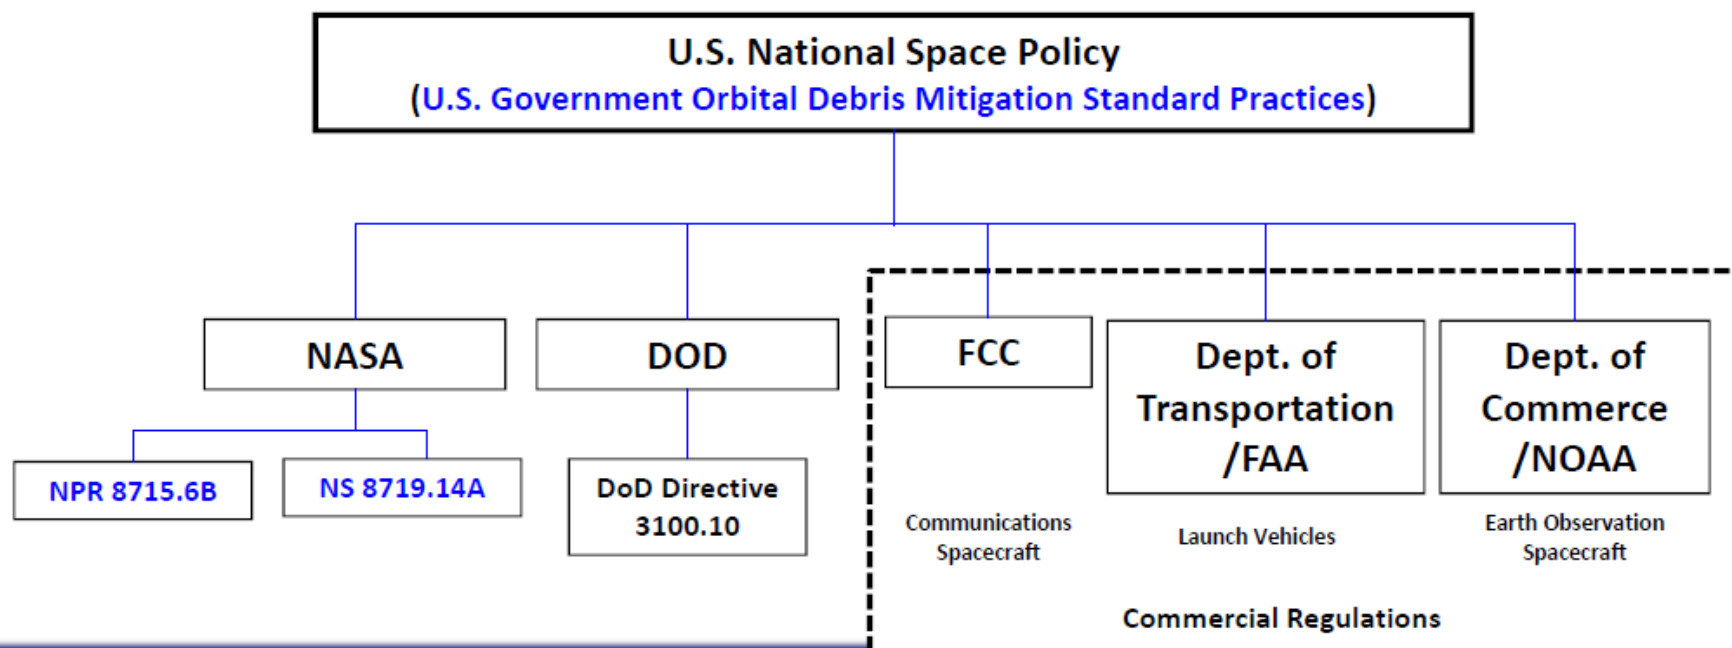 U.S. National Space Policy
(U.S. Government Orbital Debris Mitigation Standard Practices)
NASA
DOD
FCC
Dept. of
Transportation
/FAA
Dept. of
Commerce
/NOAA
NPR 8715.6B
NS 8719.14A
DoD Directive
3100.10
Communications
Spacecraft
Launch Vehicles
Earth Observation
Spacecraft
Commercial Regulations